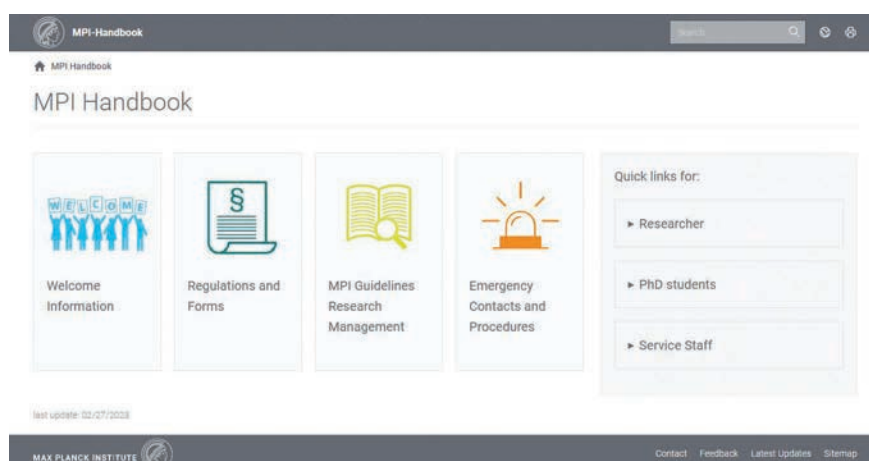 MPI-Handbook
Search
MPI Handbook
MPI Handbook
WELCOME
Welcome
Information
§
Regulations and
Forms
MPI Guidelines
Research
Management
Emergency
Contacts and
Procedures
Quick links for:
Researcher
PhD students
Service Staff
last update: 02/27/2023
MAX PLANCK INSTITUTE
Contact Feedback Latest Updates Sitemap